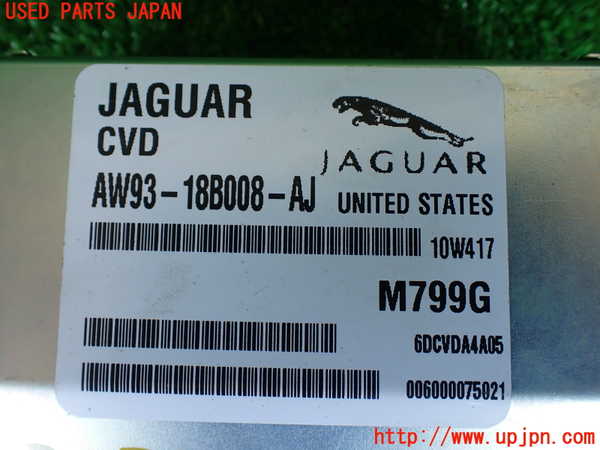 USED PARTS JAPAN
JAGUAR
CVD
JAGUAR
AW93-18B008-AJ UNITED STATES
10W417
M799G
6DCVDA4A05
006000075021
http://www.upjpn.com/